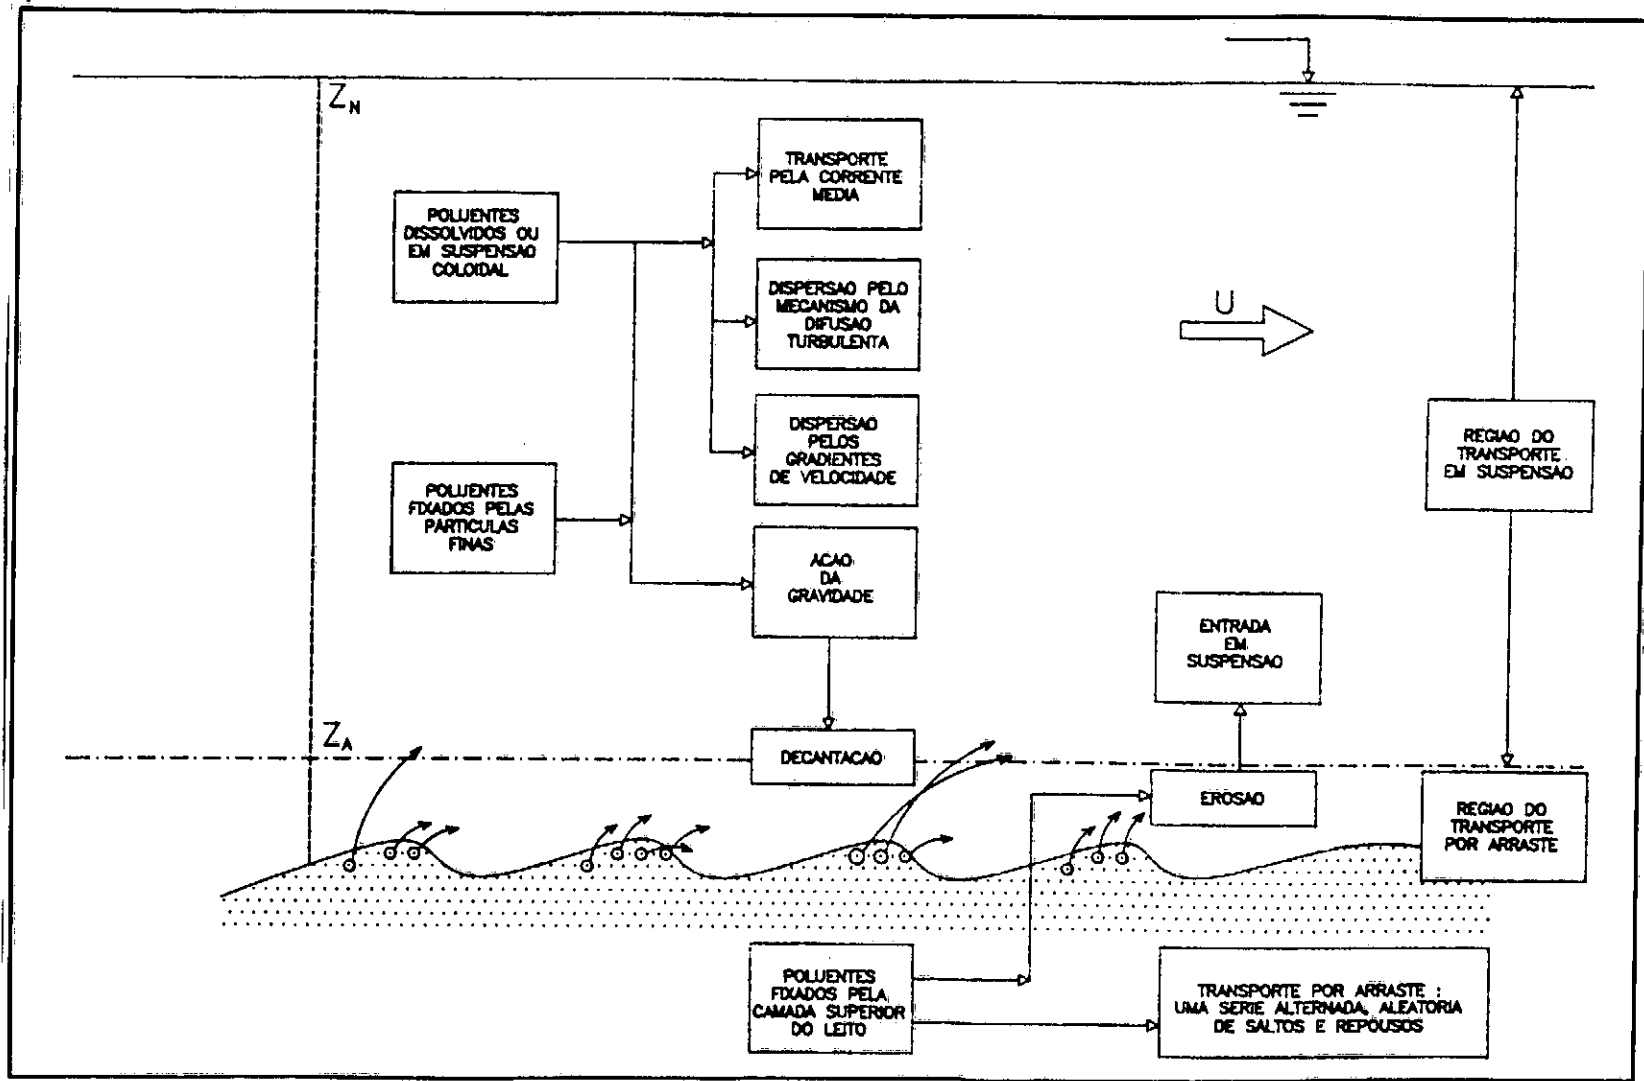 Z_N
TRANSPORTE
PELA CORRENTE
MEDIA
POLUENTES
DISSOLVIDOS OU
EM SUSPENSAO
COLOIDAL
DISPERSAO PELO
MECANISMO DA
DIFUSAO
TURBULENTA
U
DISPERSAO
PELOS
GRADIENTES
DE VELOCIDADE
REGIAO DO
TRANSPORTE
EM SUSPENSAO
POLUENTES
FIXADOS PELAS
PARTICULAS
FINAS
ACAO
DA
GRAVIDADE
ENTRADA
EM
SUSPENSAO
Z_A
DECANTACAO
EROSAO
REGIAO DO
TRANSPORTE
POR ARRASTE
POLUENTES
FIXADOS PELA
CAMADA SUPERIOR
DO LEITO
TRANSPORTE POR ARRASTE :
UMA SERIE ALTERNADA, ALEATORIA
DE SALTOS E REPOUSOS